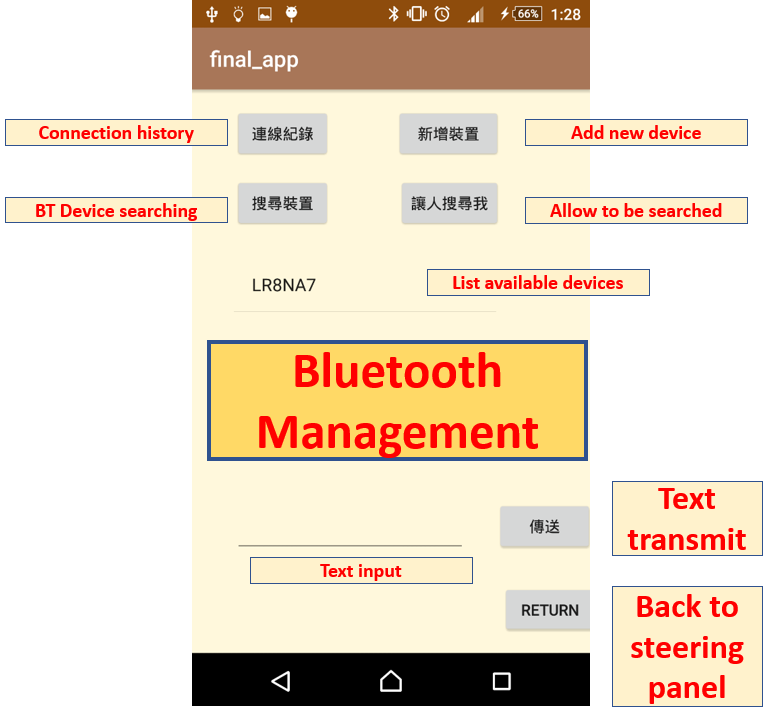 66% 1:28
final_app
Connection history
連線紀錄
新增裝置
Add new device
BT Device searching
搜尋裝置
讓人搜尋我
Allow to be searched
LR8NA7
List available devices
Bluetooth
Management
傳送
Text
transmit
Text input
RETURN
Back to
steering
panel